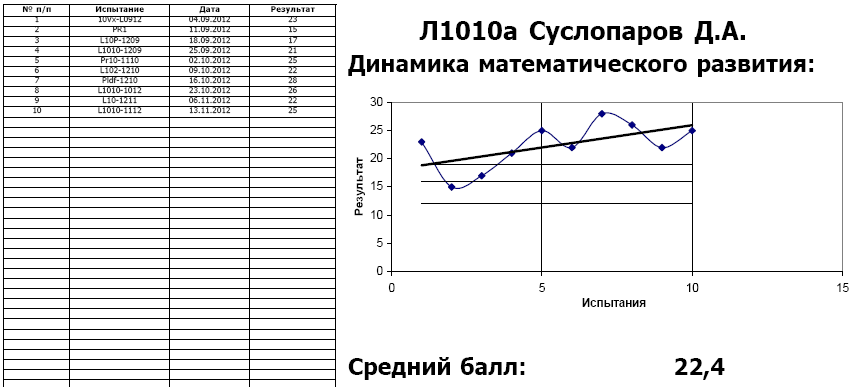 № п/п Испытание Дата Результат
1 10Vx-L0912 04.09.2012 23
2 PR1 11.09.2012 15
3 L10P-1209 18.09.2012 17
4 L1010-1209 25.09.2012 21
5 Pr10-1110 02.10.2012 25
6 L102-1210 09.10.2012 22
7 Pldf-1210 16.10.2012 28
8 L1010-1012 23.10.2012 26
9 L10-1211 06.11.2012 22
10 L1010-1112 13.11.2012 25
Л1010а Суслопаров Д.А.
Динамика математического развития:
30
25
20
15
10
5
0
Результат
0 5 10 15
Испытания
Средний балл: 22,4